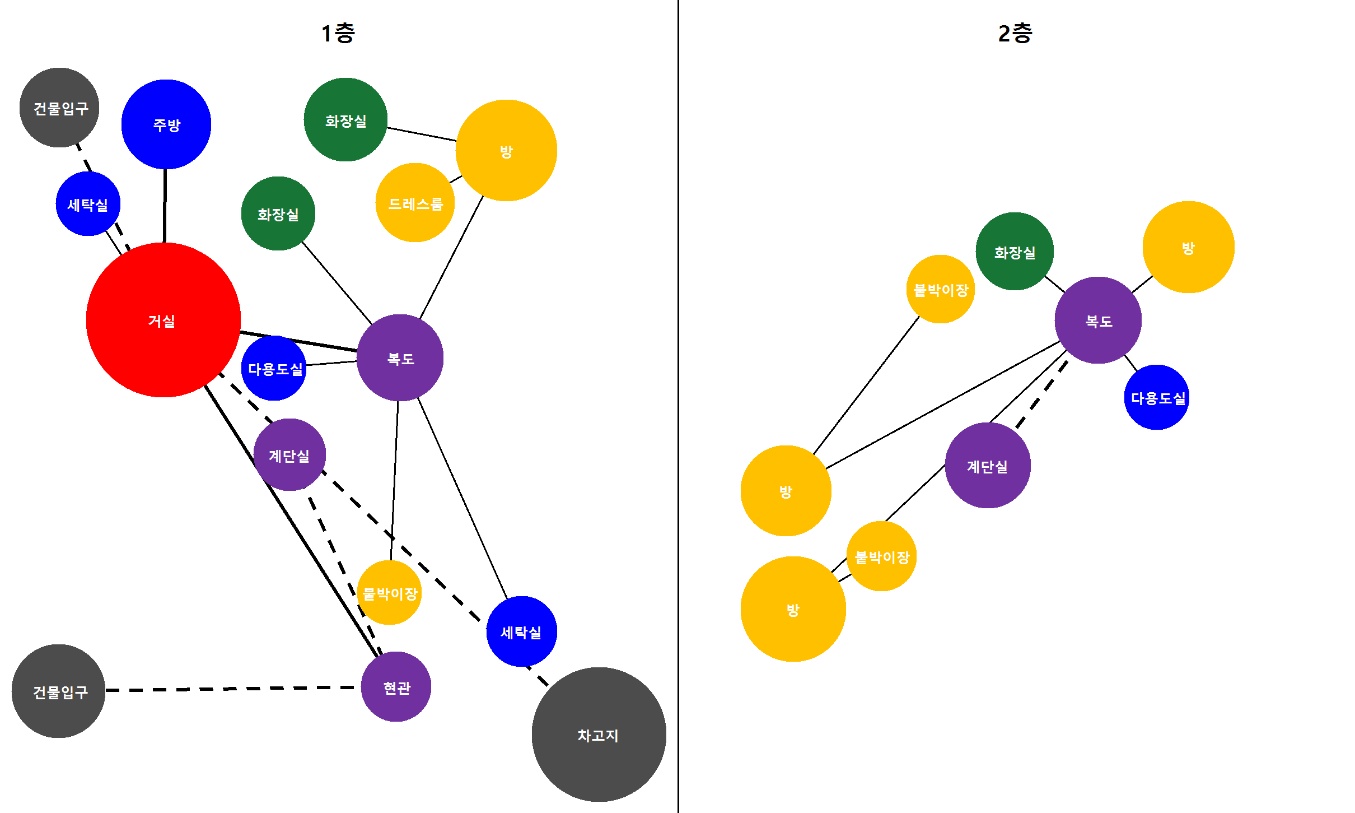 1층
건물입구
주방
화장실
방
세탁실
드레스룸
화장실
거실
복도
다용도실
계단실
붙박이장
세탁실
현관
건물입구
차고지
2층
방
화장실
붙박이장
복도
다용도실
계단실
방
붙박이장
방